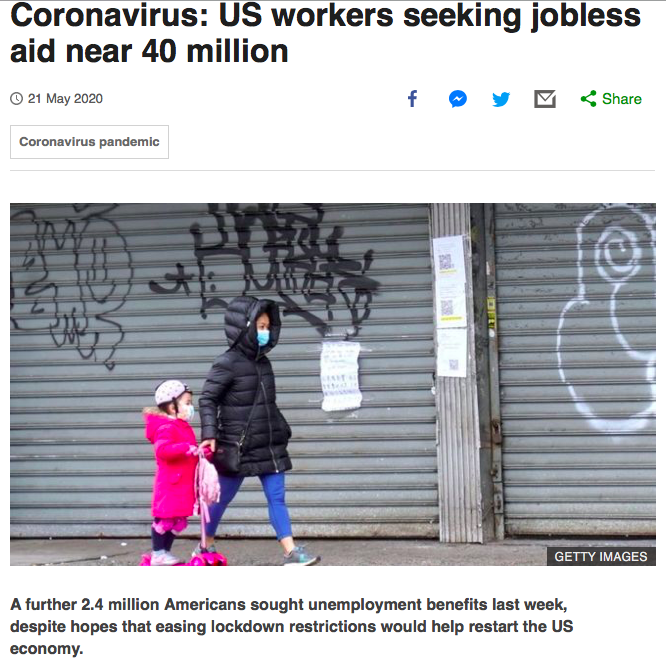 Coronavirus: US workers seeking jobless
aid near 40 million
21 May 2020
Share
Coronavirus pandemic
GETTY IMAGES
A further 2.4 million Americans sought unemployment benefits last week,
despite hopes that easing lockdown restrictions would help restart the US
economy.